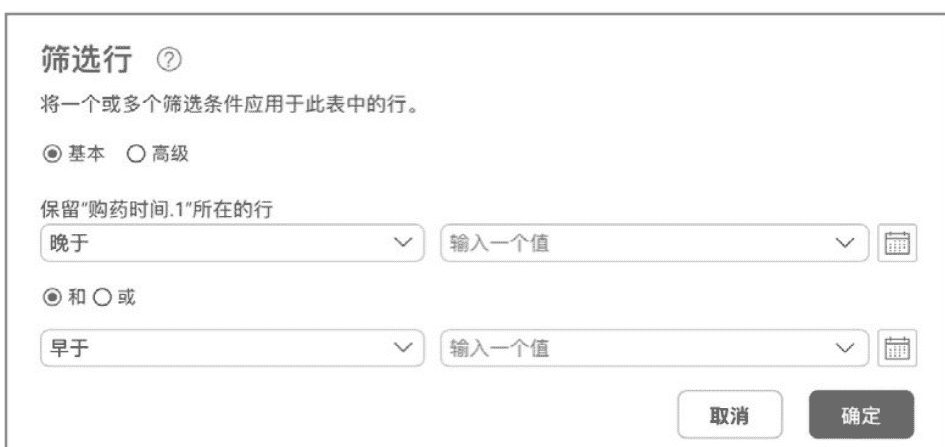 筛选行 ?
将一个或多个筛选条件应用于此表中的行。
基本 高级
保留"购药时间.1"所在的行
晚于 输入一个值
和 或
早于 输入一个值
取消 确定